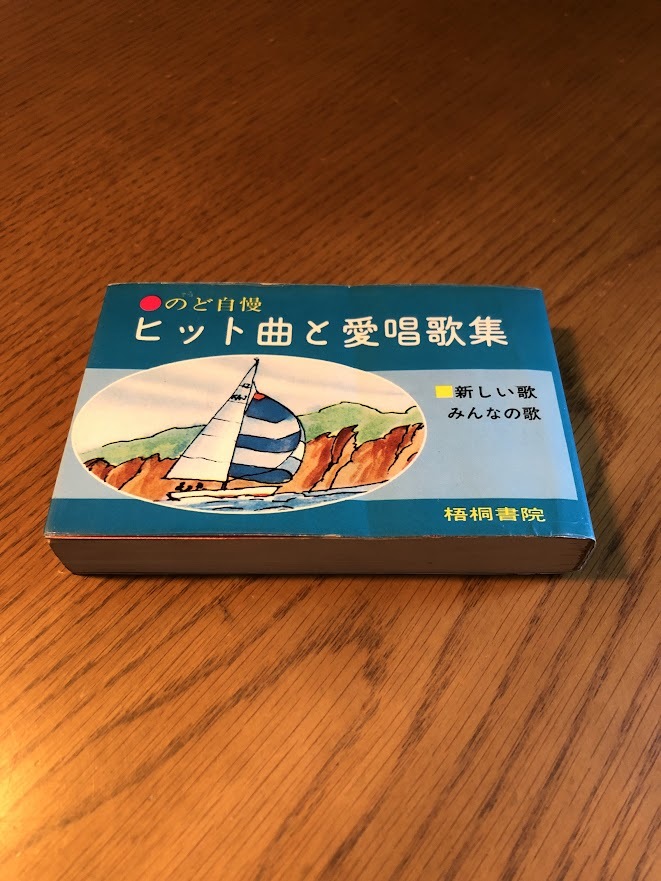 ●のど自慢
ヒット曲と愛唱歌集
■新しい歌
みんなの歌
梧桐書院